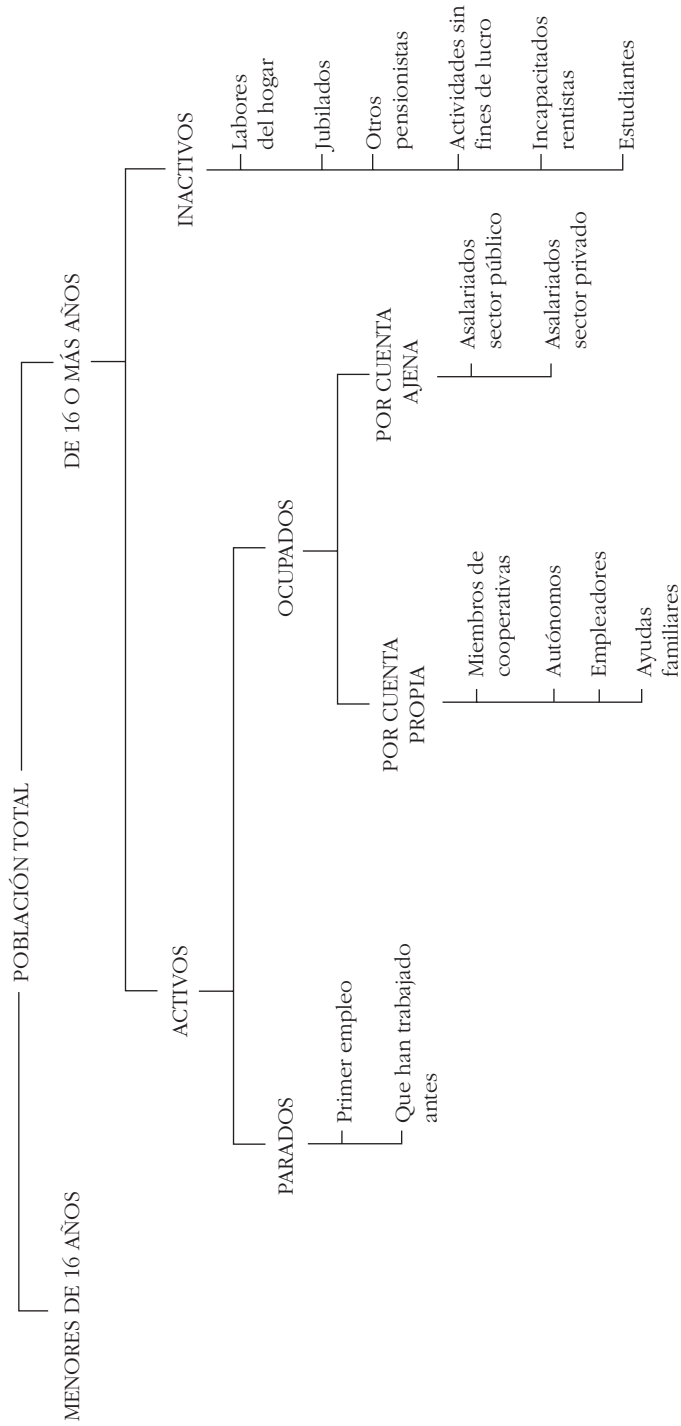 POBLACIÓN TOTAL
MENORES DE 16 AÑOS
DE 16 O MÁS AÑOS
ACTIVOS
INACTIVOS
PARADOS
Primer empleo
Que han trabajado
antes
OCUPADOS
POR CUENTA
PROPIA
Miembros de
cooperativas
Autónomos
Empleadores
Ayudas
familiares
POR CUENTA
AJENA
Asalariados
sector público
Asalariados
sector privado
Labores
del hogar
Jubilados
Otros
pensionistas
Actividades sin
fines de lucro
Incapacitados
rentistas
Estudiantes